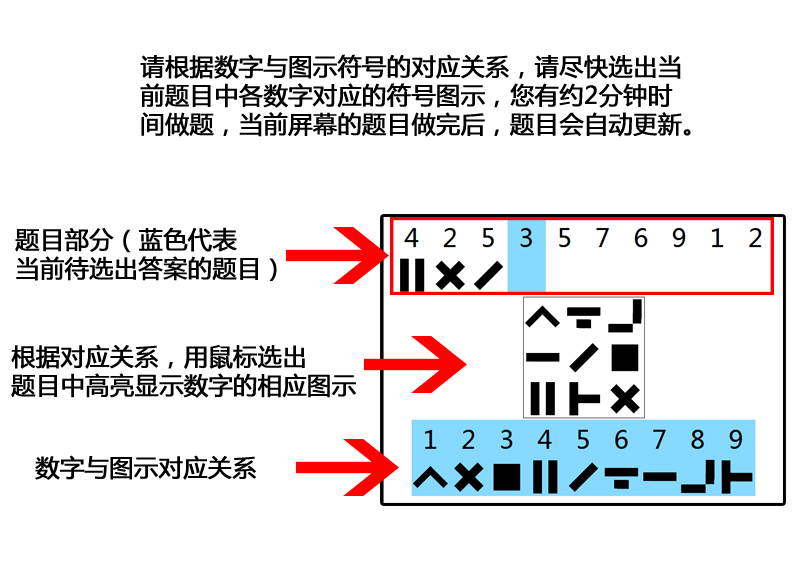 请根据数字与图示符号的对应关系，请尽快选出当
前题目中各数字对应的符号图示，您有约2分钟时
间做题，当前屏幕的题目做完后，题目会自动更新。
题目部分（蓝色代表
当前待选出答案的题目）
4 2 5 3 5 7 6 9 1 2
根据对应关系，用鼠标选出
题目中高亮显示数字的相应图示
数字与图示对应关系
1 2 3 4 5 6 7 8 9